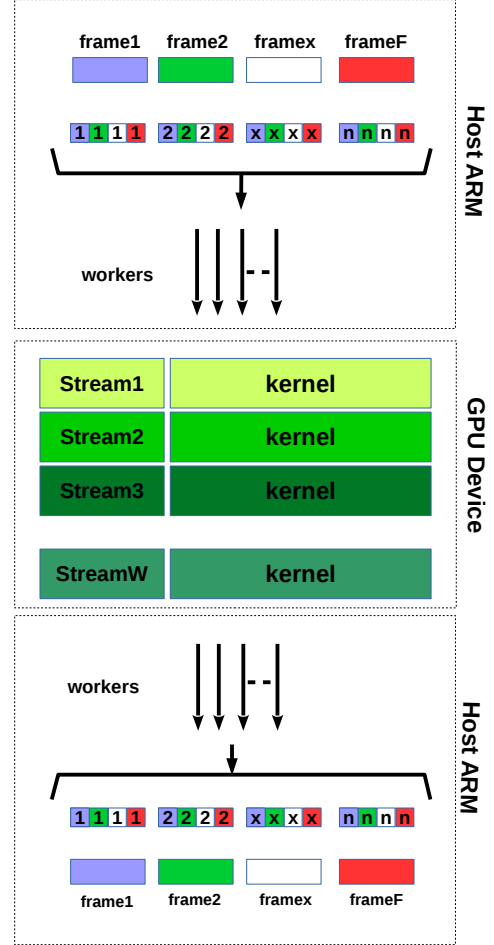 frame1 frame2 framex frameF
1 1 1 1 2 2 2 2 x x x x n n n n
Host ARM
workers
Stream1 kernel
Stream2 kernel
Stream3 kernel
StreamW kernel
GPU Device
workers
Host ARM
1 1 1 1 2 2 2 2 x x x x n n n n
frame1 frame2 framex frameF